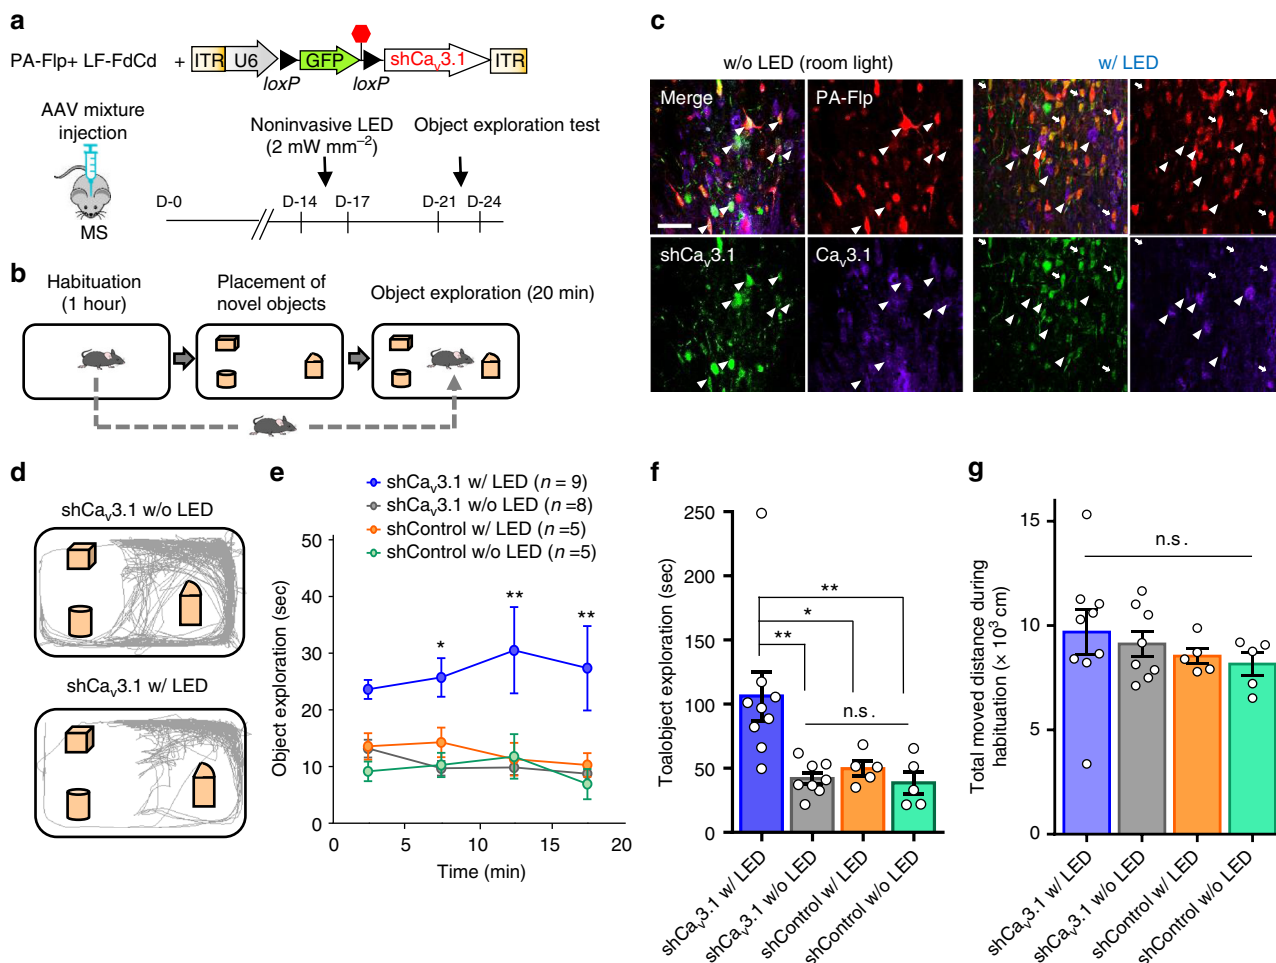 a
PA-Flp+ LF-FdCd + ITR U6 GFP shCav3.1 ITR
loxP loxP
AAV mixture injection
Noninvasive LED (2 mW mm⁻²)
Object exploration test
D-0 D-14 D-17 D-21 D-24
MS
b
Habituation (1 hour)
Placement of novel objects
Object exploration (20 min)
c
w/o LED (room light)
w/ LED
Merge
PA-Flp
shCav3.1
Cav3.1
d
shCav3.1 w/o LED
shCav3.1 w/ LED
e
shCav3.1 w/ LED (n = 9)
shCav3.1 w/o LED (n =8)
shControl w/ LED (n =5)
shControl w/o LED (n =5)
Object exploration (sec)
50
40
30
20
10
0
* ** **
0 5 10 15 20
Time (min)
f
Toalobject exploration (sec)
250
200
150
100
50
0
**
*
**
n.s.
shCav3.1 w/ LED
shCav3.1 w/o LED
shControl w/ LED
shControl w/o LED
g
Total moved distance during habituation (× 10³ cm)
15
10
5
0
n.s.
shCav3.1 w/ LED
shCav3.1 w/o LED
shControl w/ LED
shControl w/o LED